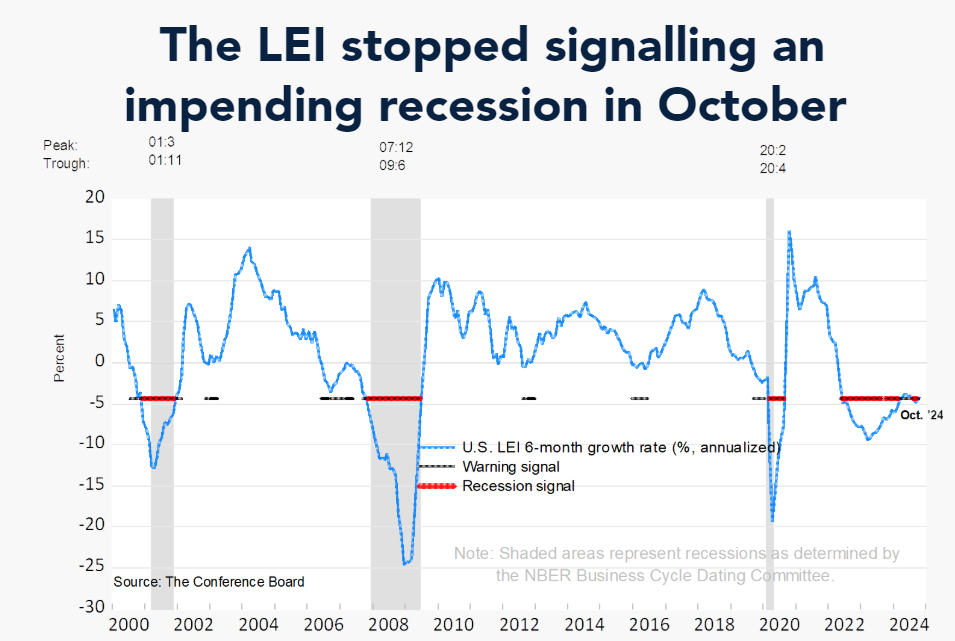 The LEI stopped signalling an
impending recession in October
Peak: 01:3 07:12 20:2
Trough: 01:11 09:6 20:4
20
15
10
5
0
-5
-10
-15
-20
-25
-30
Percent
Oct. '24
U.S. LEI 6-month growth rate (%, annualized)
Warning signal
Recession signal
Note: Shaded areas represent recessions as determined by
the NBER Business Cycle Dating Committee.
Source: The Conference Board
2000 2002 2004 2006 2008 2010 2012 2014 2016 2018 2020 2022 2024